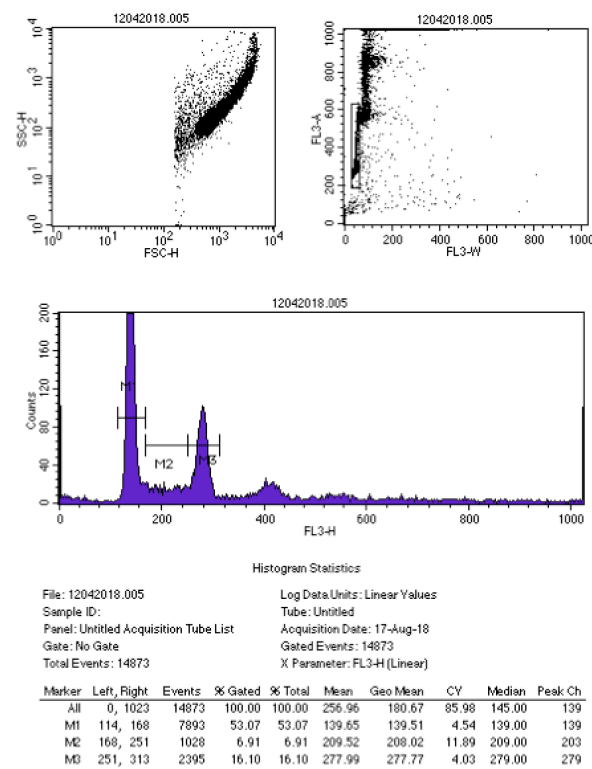 12042018.005
SSC-H
10^4
10^3
10^2
10^1
10^0
10^0 10^1 10^2 10^3 10^4
FSC-H
12042018.005
FL3-A
1000
800
600
400
200
0
0 200 400 600 800 1000
FL3-W
12042018.005
Counts
200
160
120
80
40
0
M2
M3
0 200 400 600 800 1000
FL3-H
Histogram Statistics
File: 12042018.005 Log Data Units: Linear Values
Sample ID: Tube: Untitled
Panel: Untitled Acquisition Tube List Acquisition Date: 17-Aug-18
Gate: No Gate Gated Events: 14873
Total Events: 14873 X Parameter: FL3-H (Linear)
Marker Left, Right Events % Gated % Total Mean Geo Mean CV Median Peak Ch
All 0, 1023 14873 100.00 100.00 256.96 180.67 85.98 145.00 139
M1 114, 168 7893 53.07 53.07 139.65 139.51 4.54 139.00 139
M2 168, 251 1028 6.91 6.91 209.52 208.02 11.89 209.00 203
M3 251, 313 2395 16.10 16.10 277.99 277.77 4.03 279.00 279